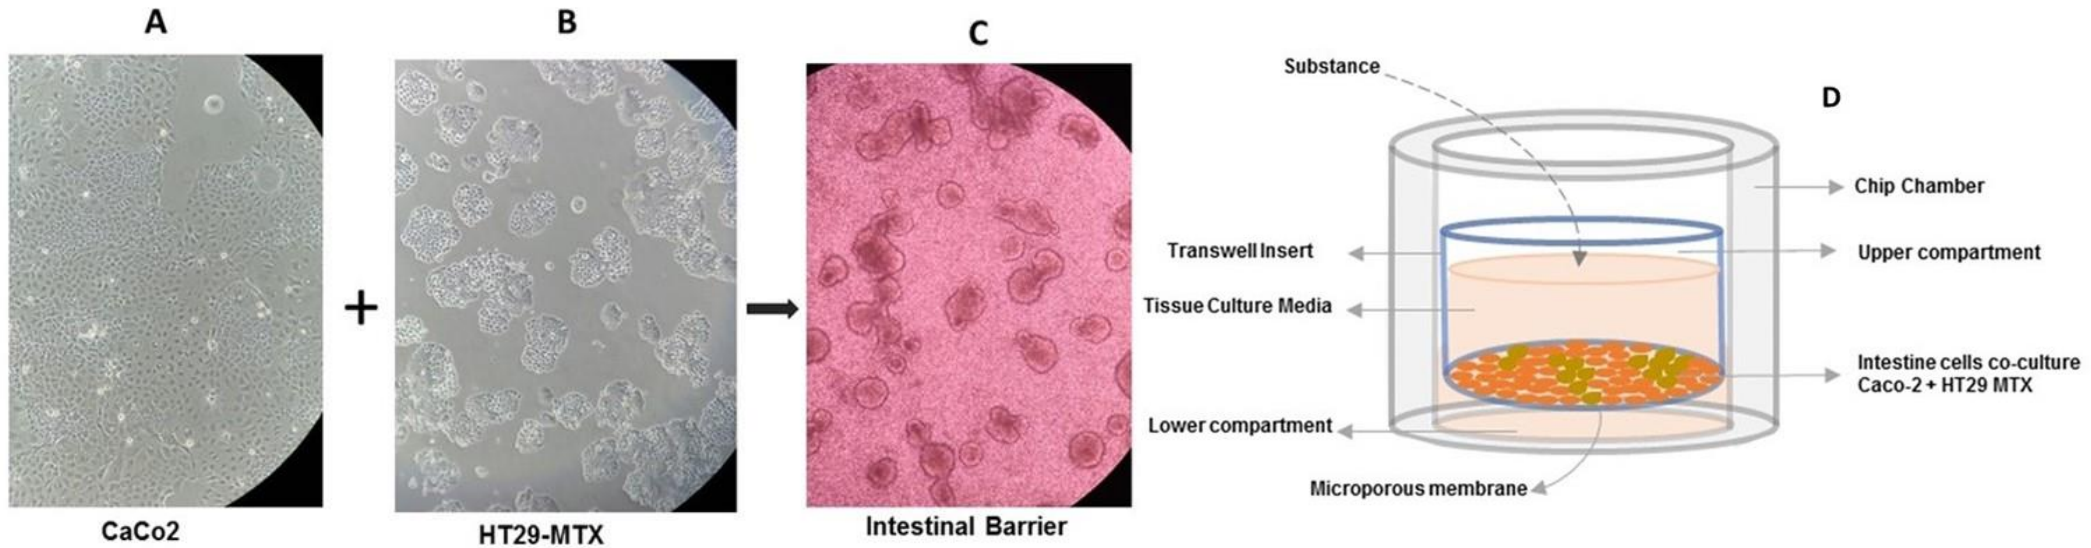 A
B
C
D
+
CaCo2
HT29-MTX
Intestinal Barrier
Substance
Chip Chamber
Transwell Insert
Upper compartment
Tissue Culture Media
Intestine cells co-culture
Caco-2 + HT29 MTX
Lower compartment
Microporous membrane